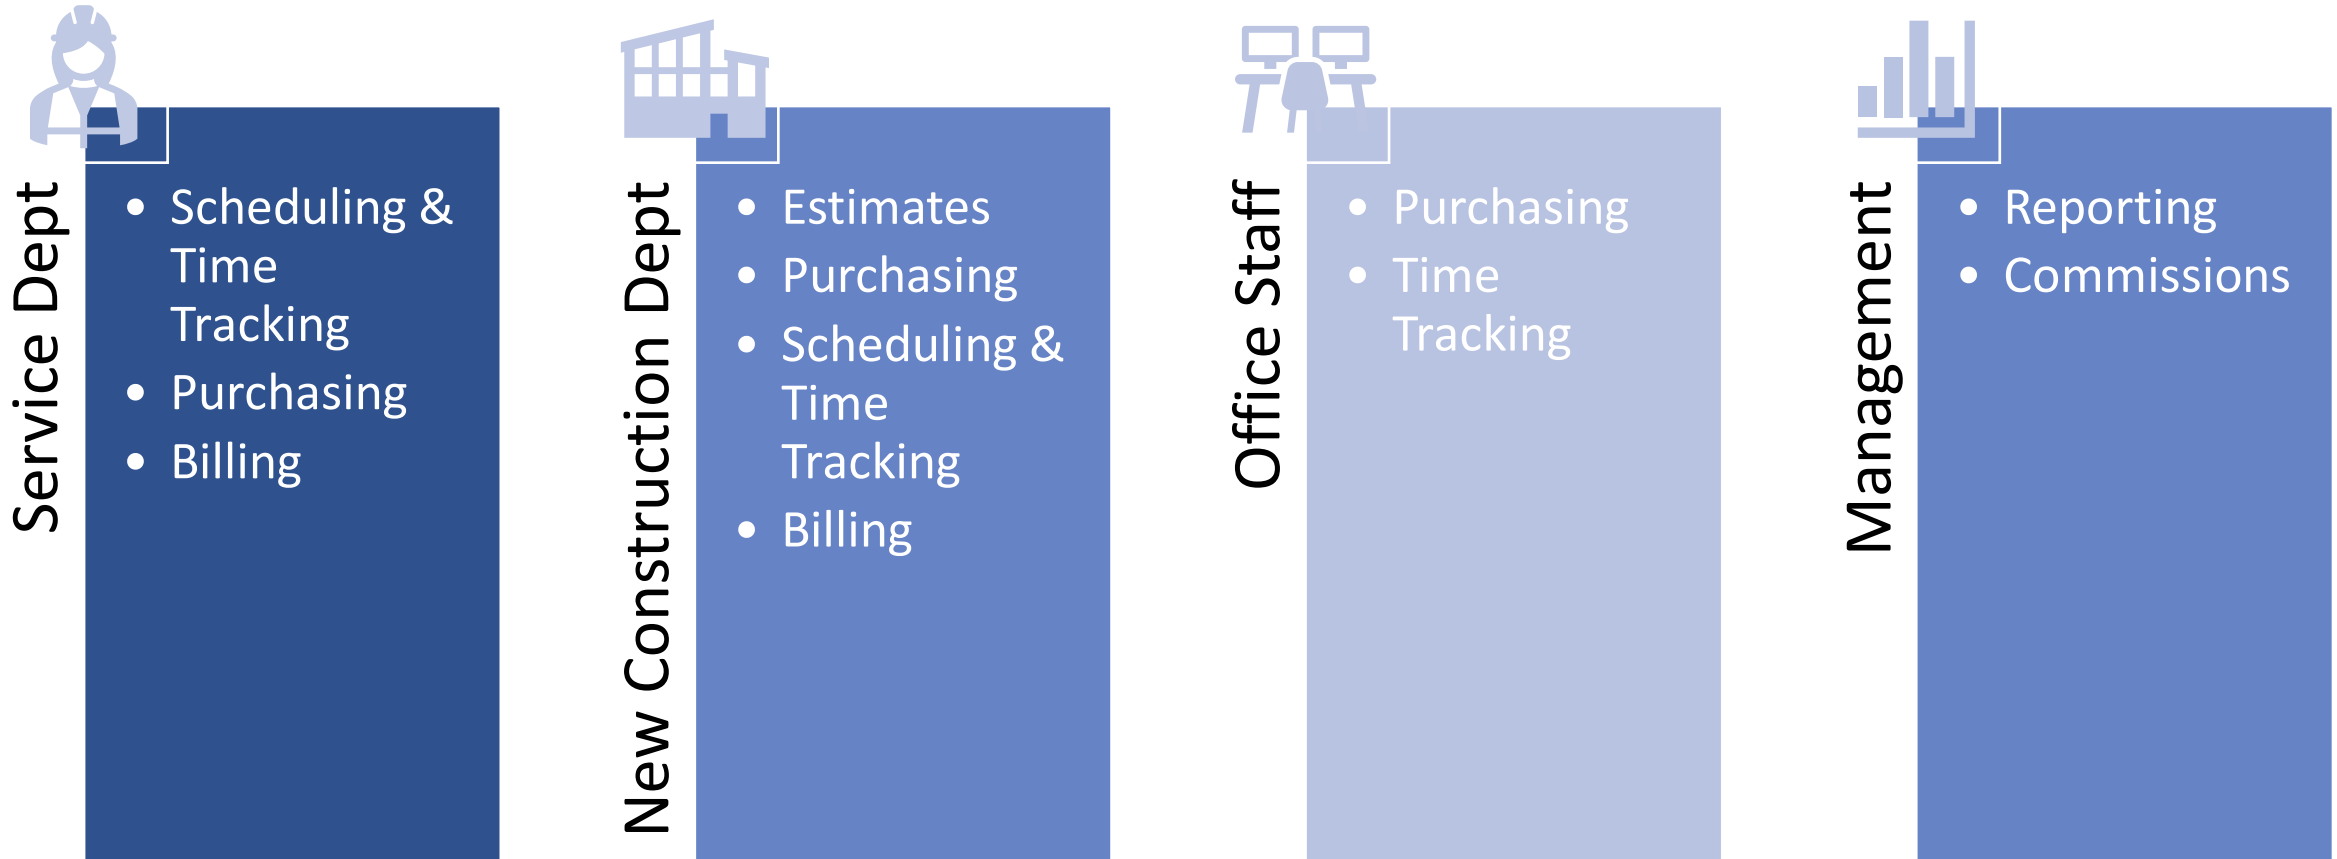 Service Dept
• Scheduling &
Time
Tracking
• Purchasing
• Billing
New Construction Dept
• Estimates
• Purchasing
• Scheduling &
Time
Tracking
• Billing
Office Staff
• Purchasing
• Time
Tracking
Management
• Reporting
• Commissions